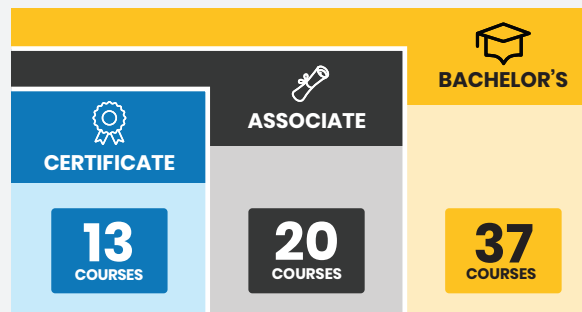 CERTIFICATE
13
COURSES
ASSOCIATE
20
COURSES
BACHELOR’S
37
COURSES